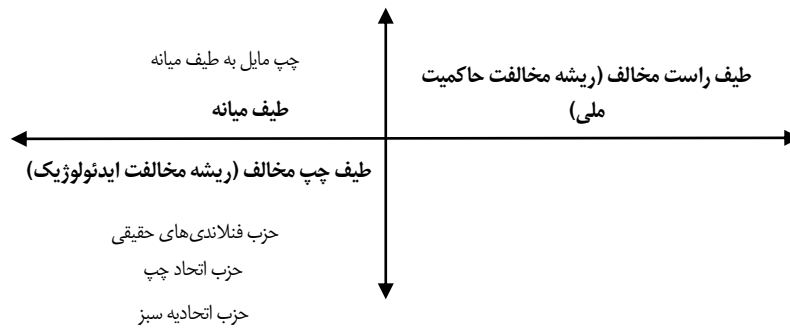 چپ مایل به طیف میانه
طیف میانه
طیف راست مخالف (ریشه مخالفت حاکمیت
ملی)
طیف چپ مخالف (ریشه مخالفت ایدئولوژیک)
حزب فنلاندی‌های حقیقی
حزب اتحاد چپ
حزب اتحادیه سبز